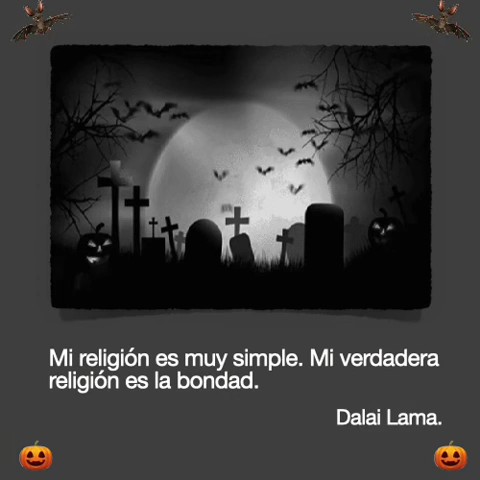 Mi religión es muy simple. Mi verdadera
religión es la bondad.
Dalai Lama.